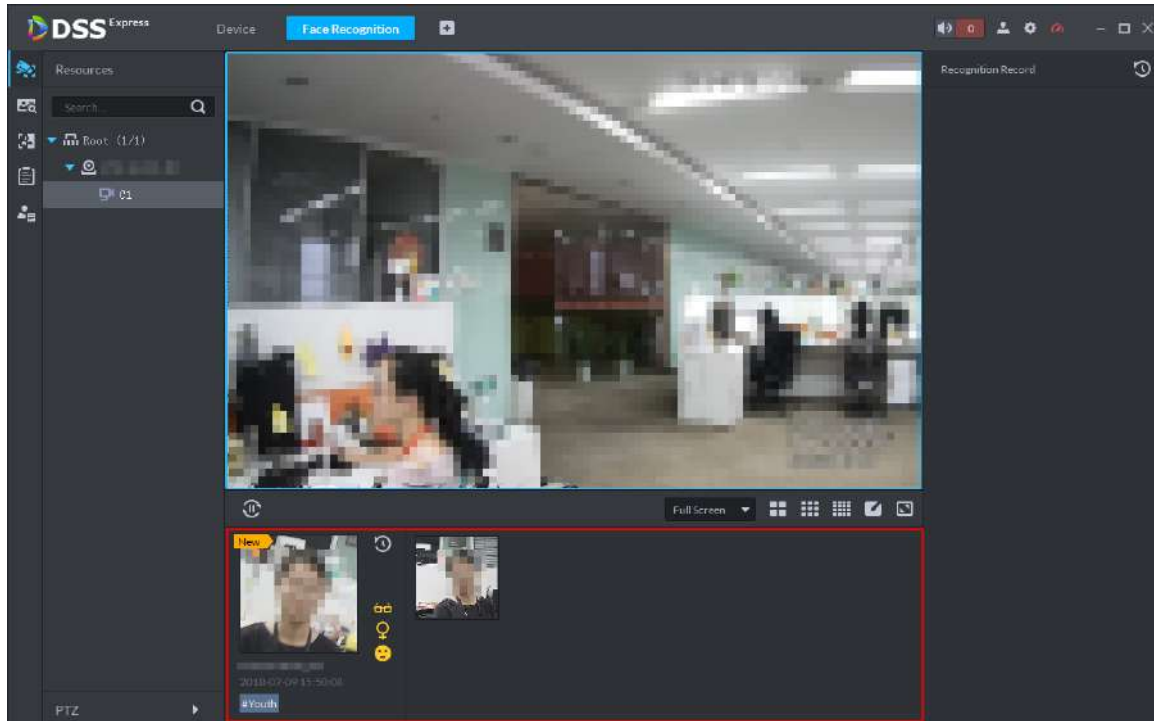 DSS Express
Device
Face Recognition
0
Resources
Recognition Record
Search...
Root (1/1)
01
Full Screen
New
2018-07-09 15:50:08
#Youth
PTZ